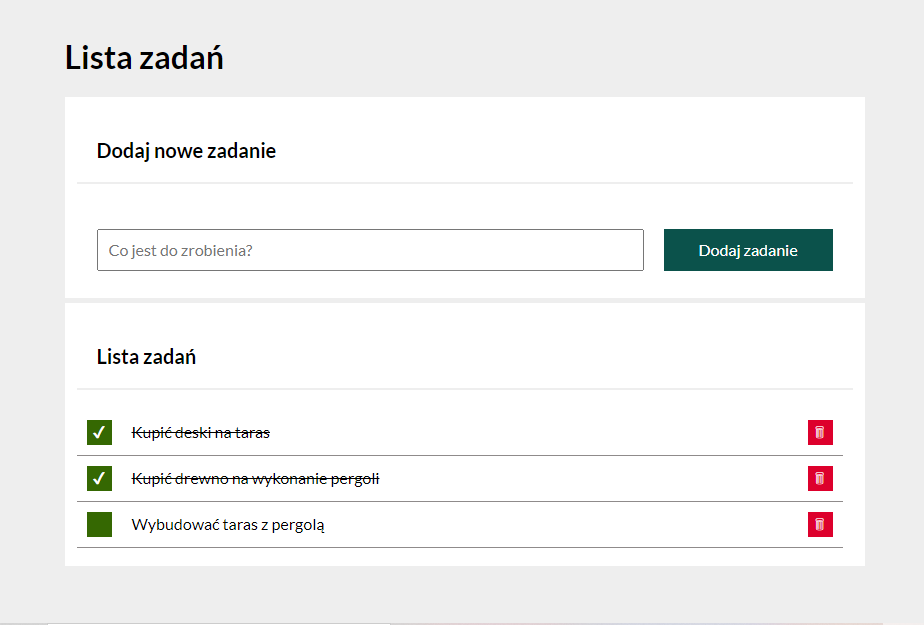 Lista zadań
Dodaj nowe zadanie
Co jest do zrobienia?
Dodaj zadanie
Lista zadań
Kupić deski na taras
Kupić drewno na wykonanie pergoli
Wybudować taras z pergolą